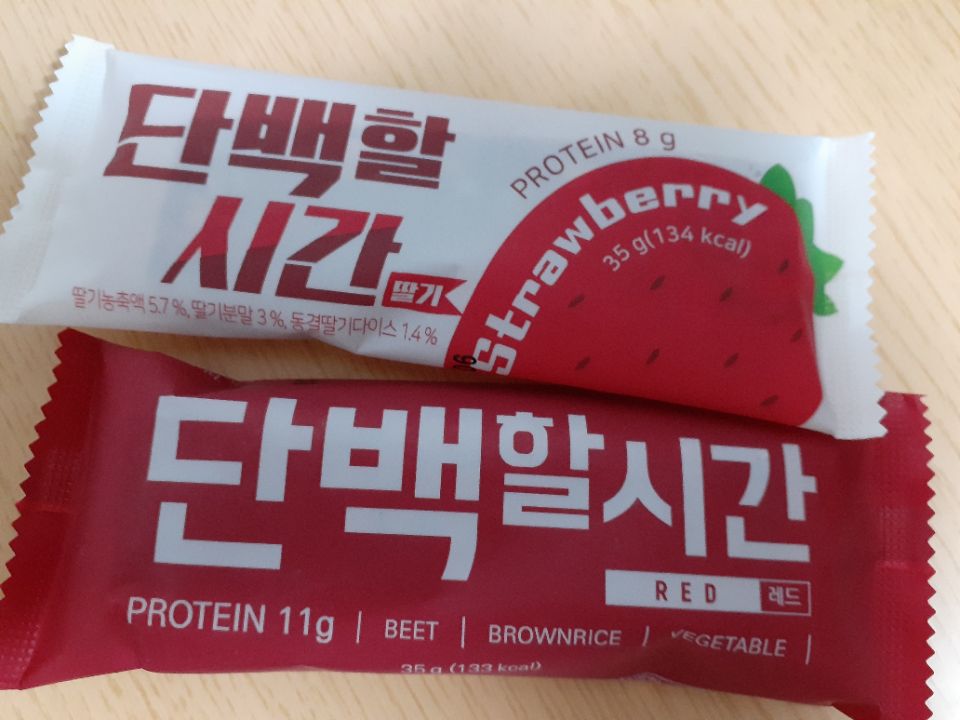 단백할
시간
딸기
딸기농축액 5.7 %, 딸기분말 3 %, 동결딸기다이스 1.4 %
PROTEIN 8 g
Strawberry
35 g(134 kcal)
단백할시간
RED 레드
PROTEIN 11g | BEET | BROWNRICE | VEGETABLE |
35 g (133 kcal)